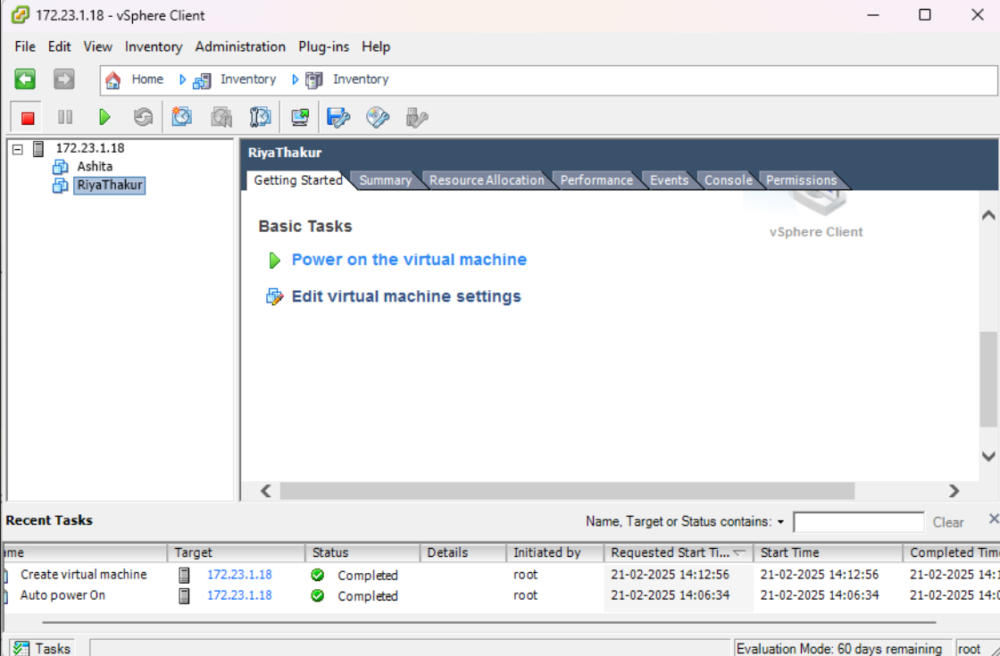 172.23.1.18 - vSphere Client
File Edit View Inventory Administration Plug-ins Help
Home Inventory Inventory
172.23.1.18
Ashita
RiyaThakur
RiyaThakur
Getting Started Summary Resource Allocation Performance Events Console Permissions
vSphere Client
Basic Tasks
Power on the virtual machine
Edit virtual machine settings
Recent Tasks Name, Target or Status contains: Clear
me Target Status Details Initiated by Requested Start Ti... Start Time Completed Time
Create virtual machine 172.23.1.18 Completed root 21-02-2025 14:12:56 21-02-2025 14:12:56 21-02-2025 14:1
Auto power On 172.23.1.18 Completed root 21-02-2025 14:06:34 21-02-2025 14:06:34 21-02-2025 14:0
Tasks Evaluation Mode: 60 days remaining root